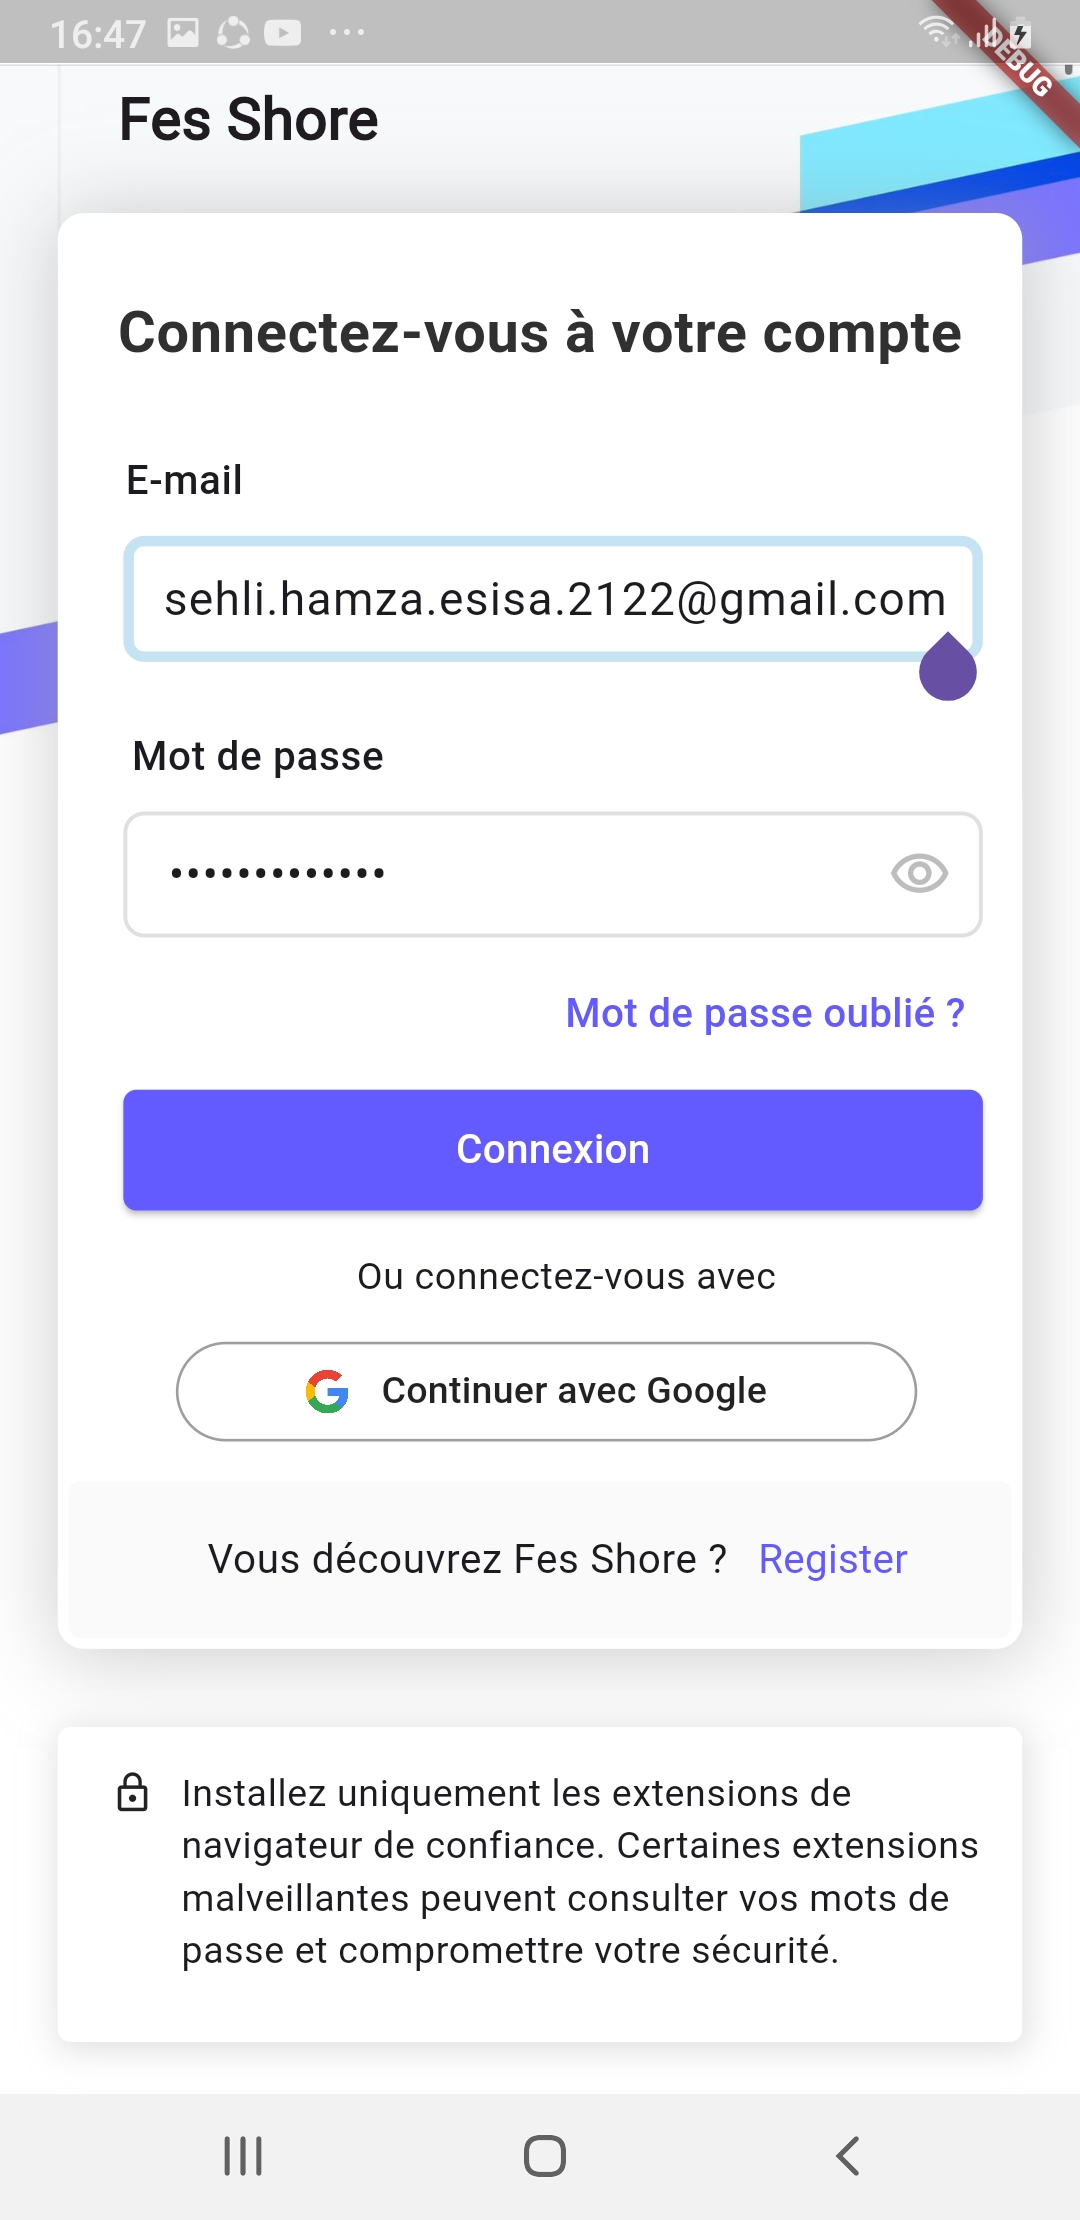 16:47
DEBUG
Fes Shore
Connectez-vous à votre compte
E-mail
sehli.hamza.esisa.2122@gmail.com
Mot de passe
•••••••••••••
Mot de passe oublié ?
Connexion
Ou connectez-vous avec
Continuer avec Google
Vous découvrez Fes Shore ? Register
Installez uniquement les extensions de
navigateur de confiance. Certaines extensions
malveillantes peuvent consulter vos mots de
passe et compromettre votre sécurité.